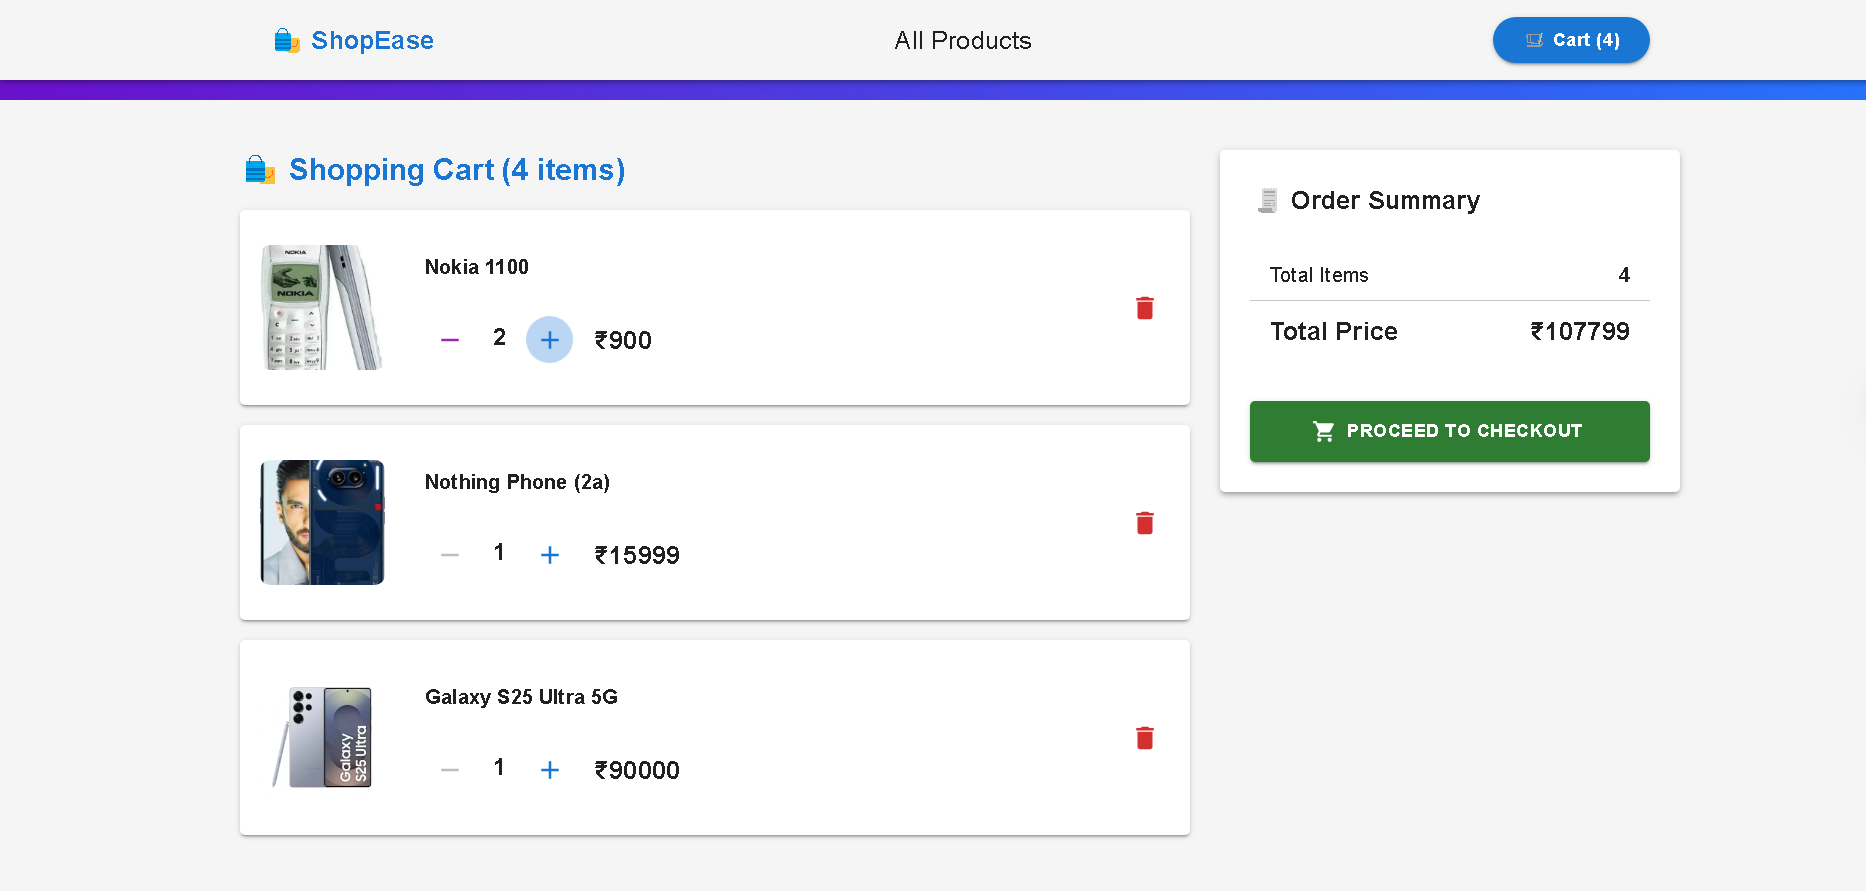 ShopEase
All Products
Cart (4)
Shopping Cart (4 items)
NOKIA
NOKIA
Nokia 1100
2
₹900
Nothing Phone (2a)
1
₹15999
Galaxy
S25 Ultra
Galaxy S25 Ultra 5G
1
₹90000
Order Summary
Total Items 4
Total Price ₹107799
PROCEED TO CHECKOUT